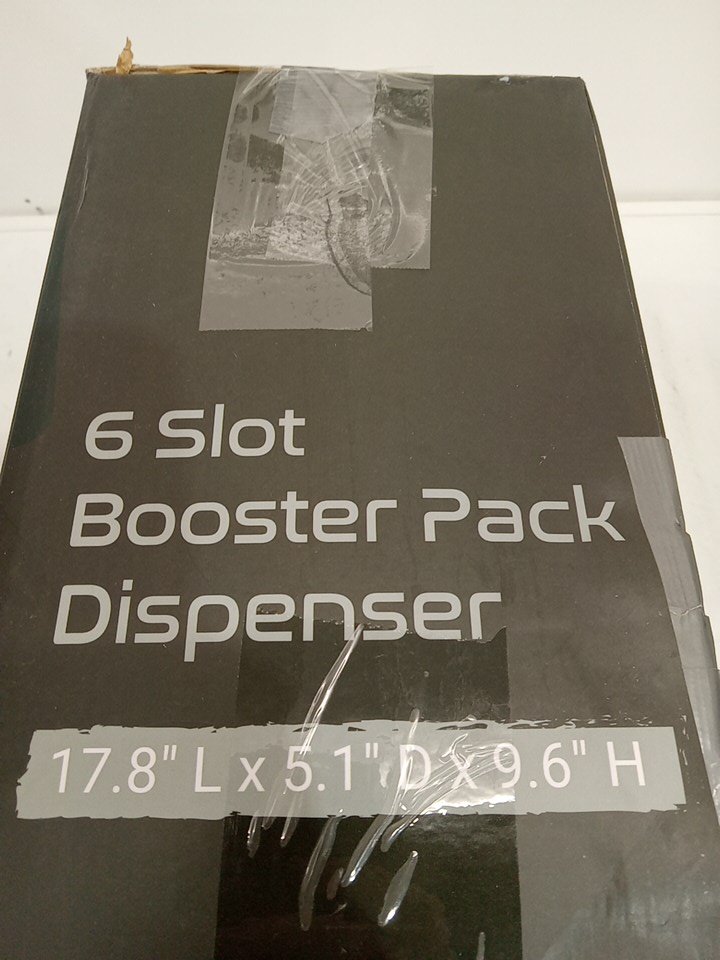 6 Slot
Booster Pack
Dispenser
17.8" L x 5.1" D x 9.6" H